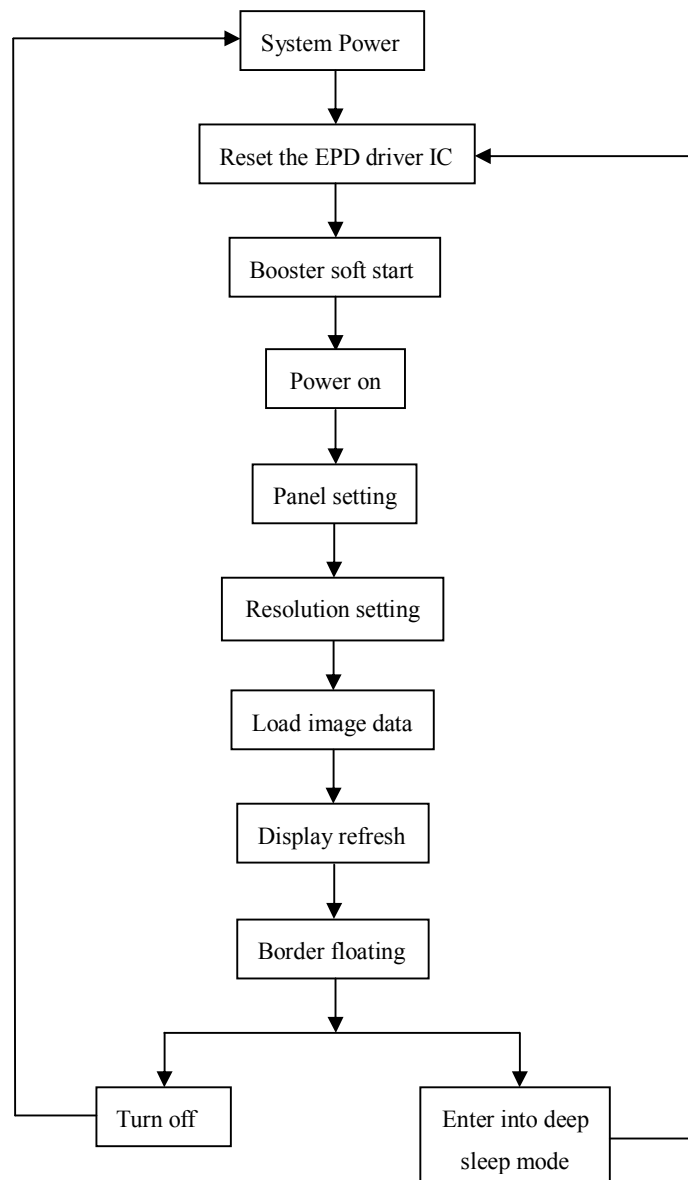 System Power
Reset the EPD driver IC
Booster soft start
Power on
Panel setting
Resolution setting
Load image data
Display refresh
Border floating
Turn off
Enter into deep
sleep mode